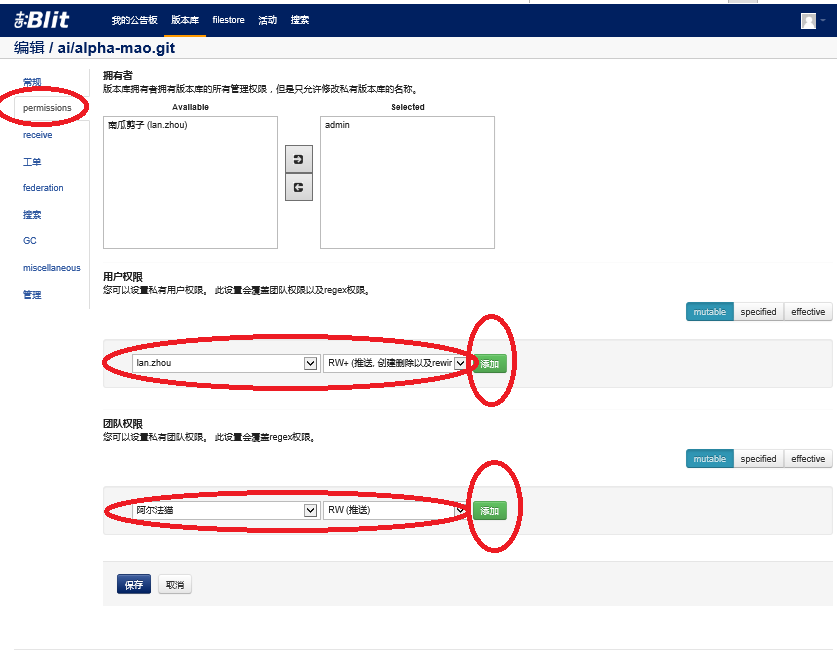 Blit 我的公告板 版本库 filestore 活动 搜索
编辑 / ai/alpha-mao.git
常规
permissions
receive
工单
federation
搜索
GC
miscellaneous
管理
拥有者
版本库拥有者拥有版本库的所有管理权限，但是只允许修改私有版本库的名称。
Available Selected
南瓜剪子 (lan.zhou) admin
用户权限
您可以设置私有用户权限。 此设置会覆盖团队权限以及regex权限。
mutable specified effective
lan.zhou RW+ (推送, 创建删除以及rewir 添加
团队权限
您可以设置私有团队权限。 此设置会覆盖regex权限。
mutable specified effective
阿尔法猫 RW (推送) 添加
保存 取消